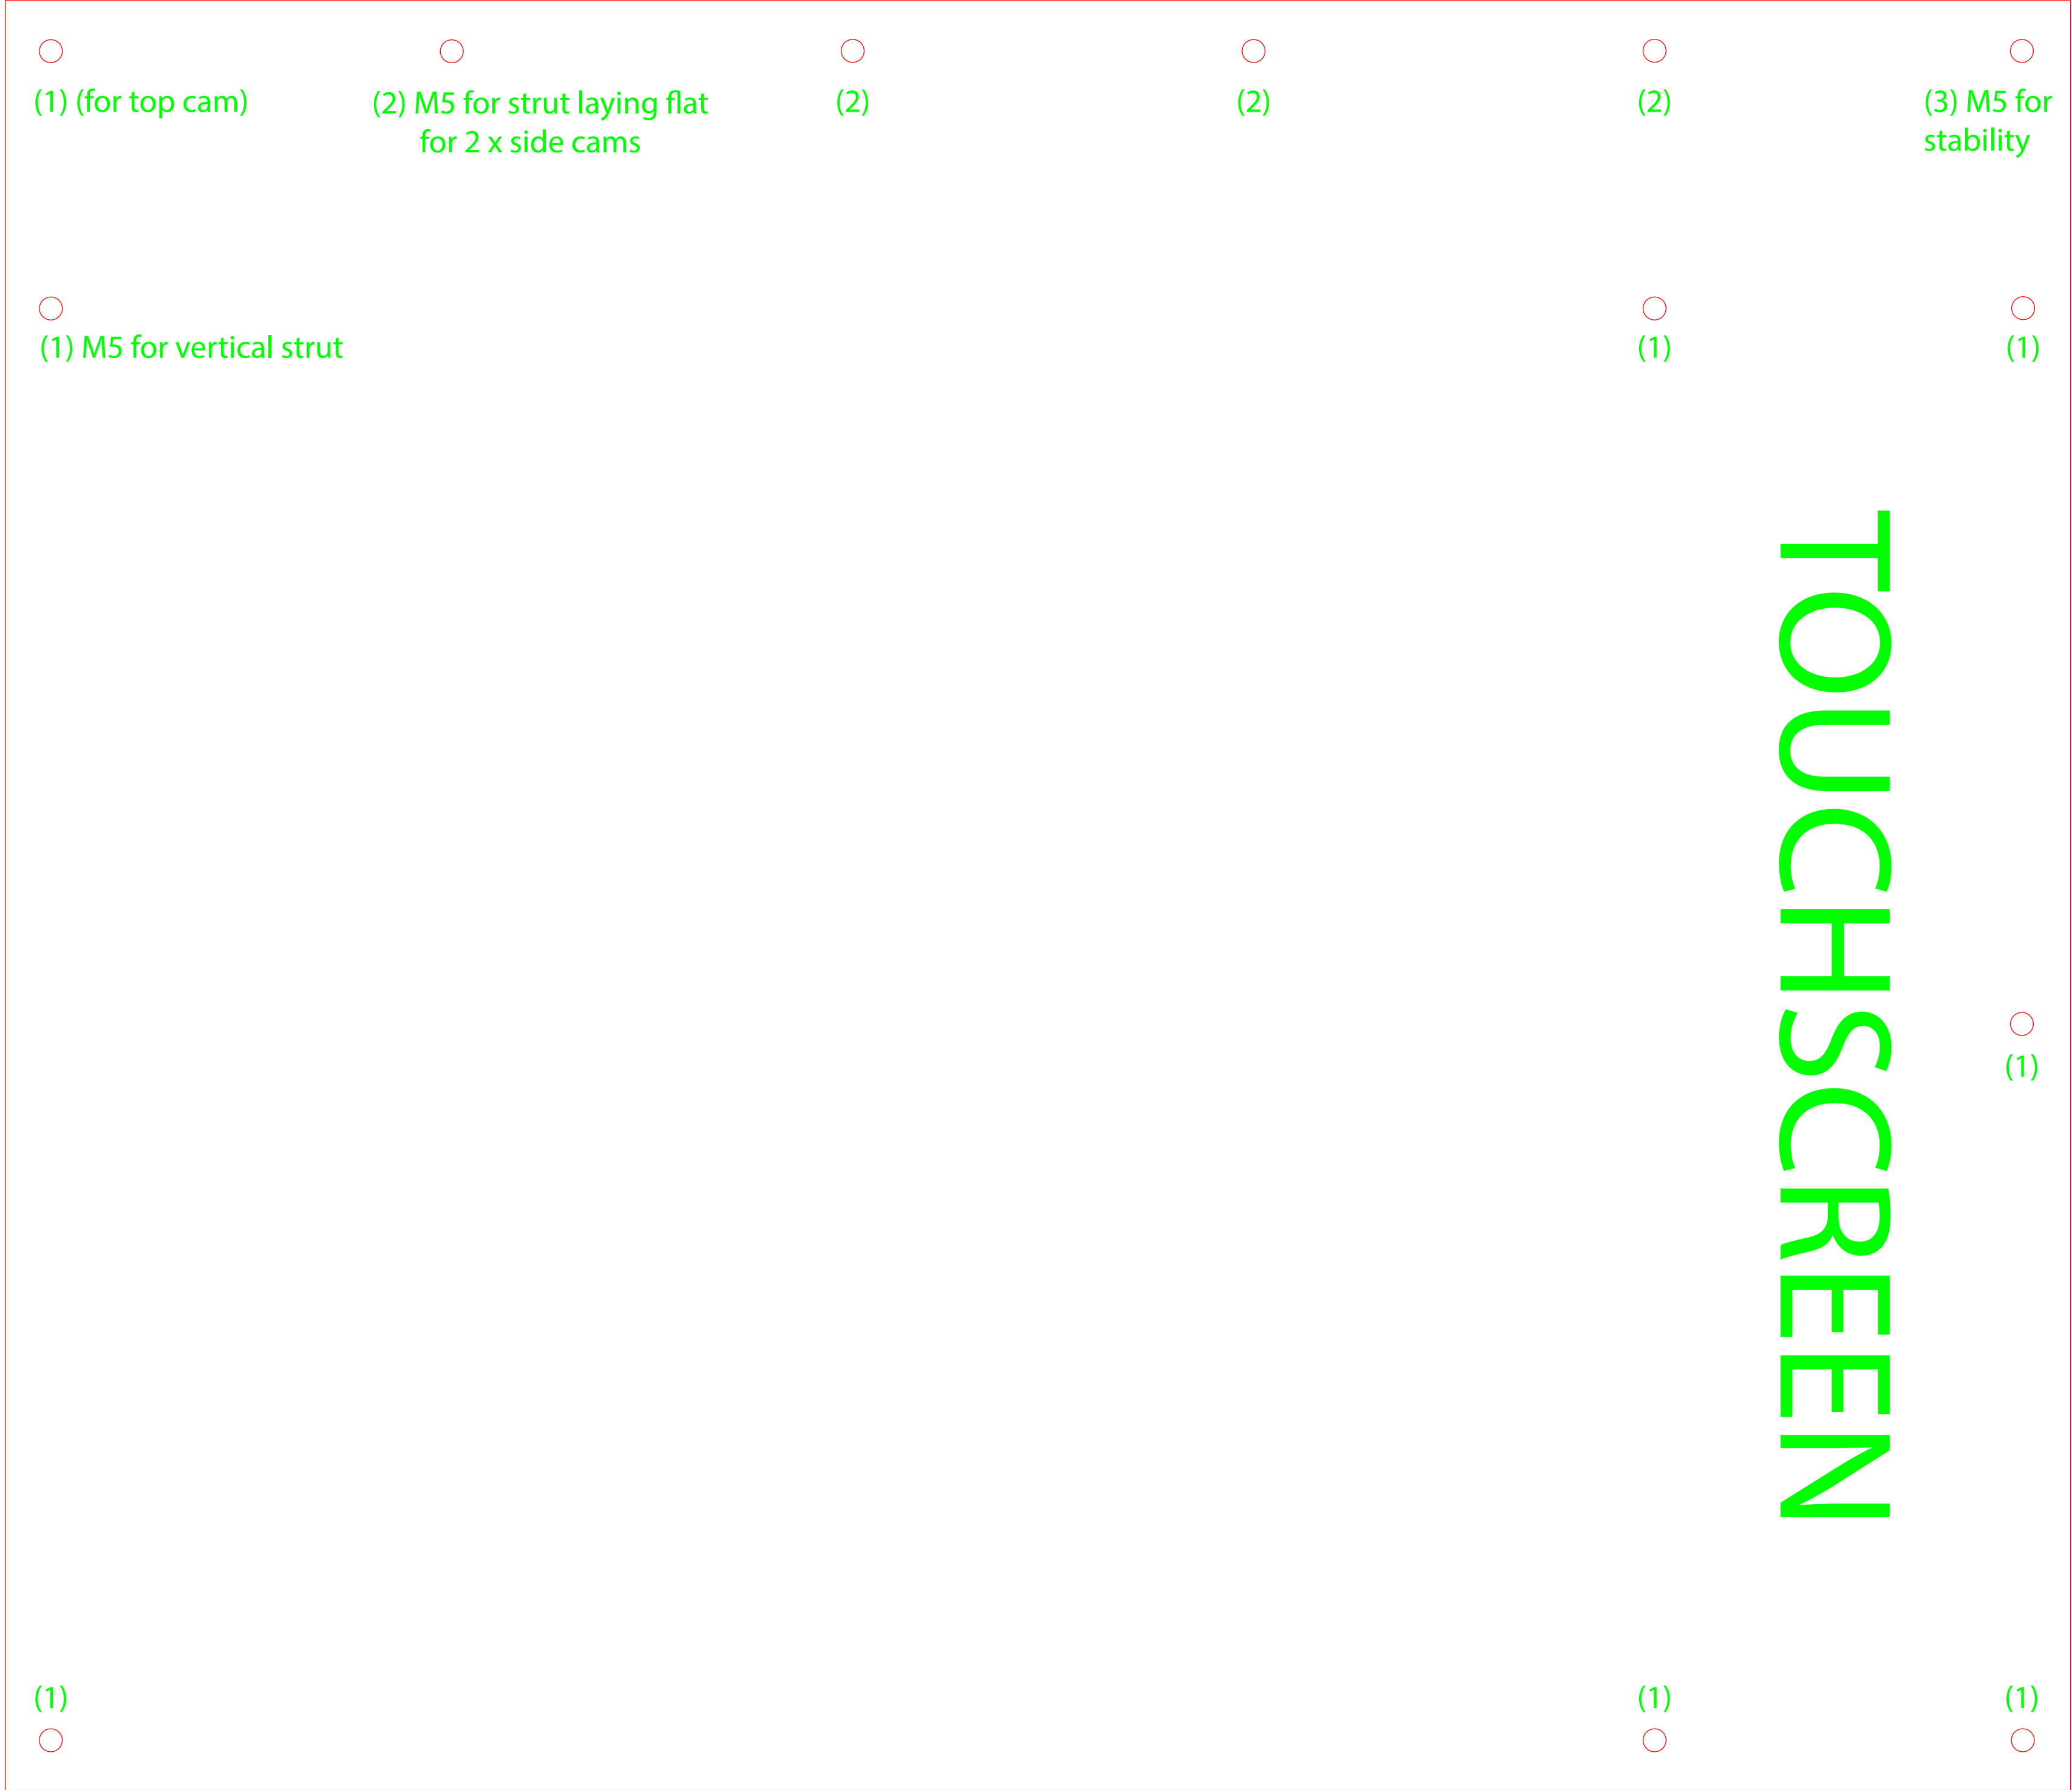 (1) (for top cam)
(2) M5 for strut laying flat
for 2 x side cams
(2)
(2)
(2)
(3) M5 for
stability
(1) M5 for vertical strut
(1)
(1)
TOUCHSCREEN
(1)
(1)
(1)
(1)